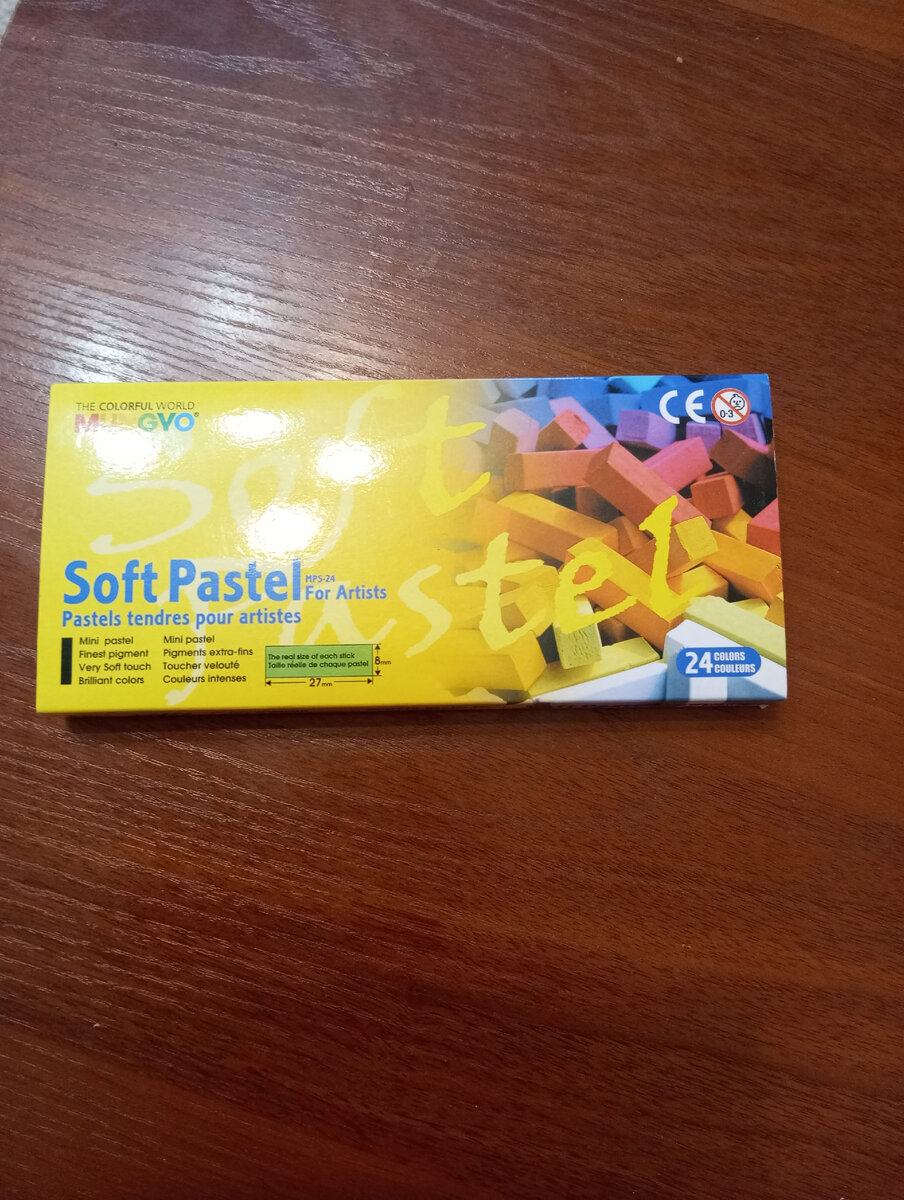 THE COLORFUL WORLD
Soft Pastel
CE
0-3
Soft Pastel MPS-24 For Artists
Pastels tendres pour artistes
Mini pastel
Finest pigment
Very Soft touch
Brilliant colors
Mini pastel
Pigments extra-fins
Toucher velouté
Couleurs intenses
The real size of each stick
Taille réelle de chaque pastel
8mm
27mm
24 COLORS
COULEURS